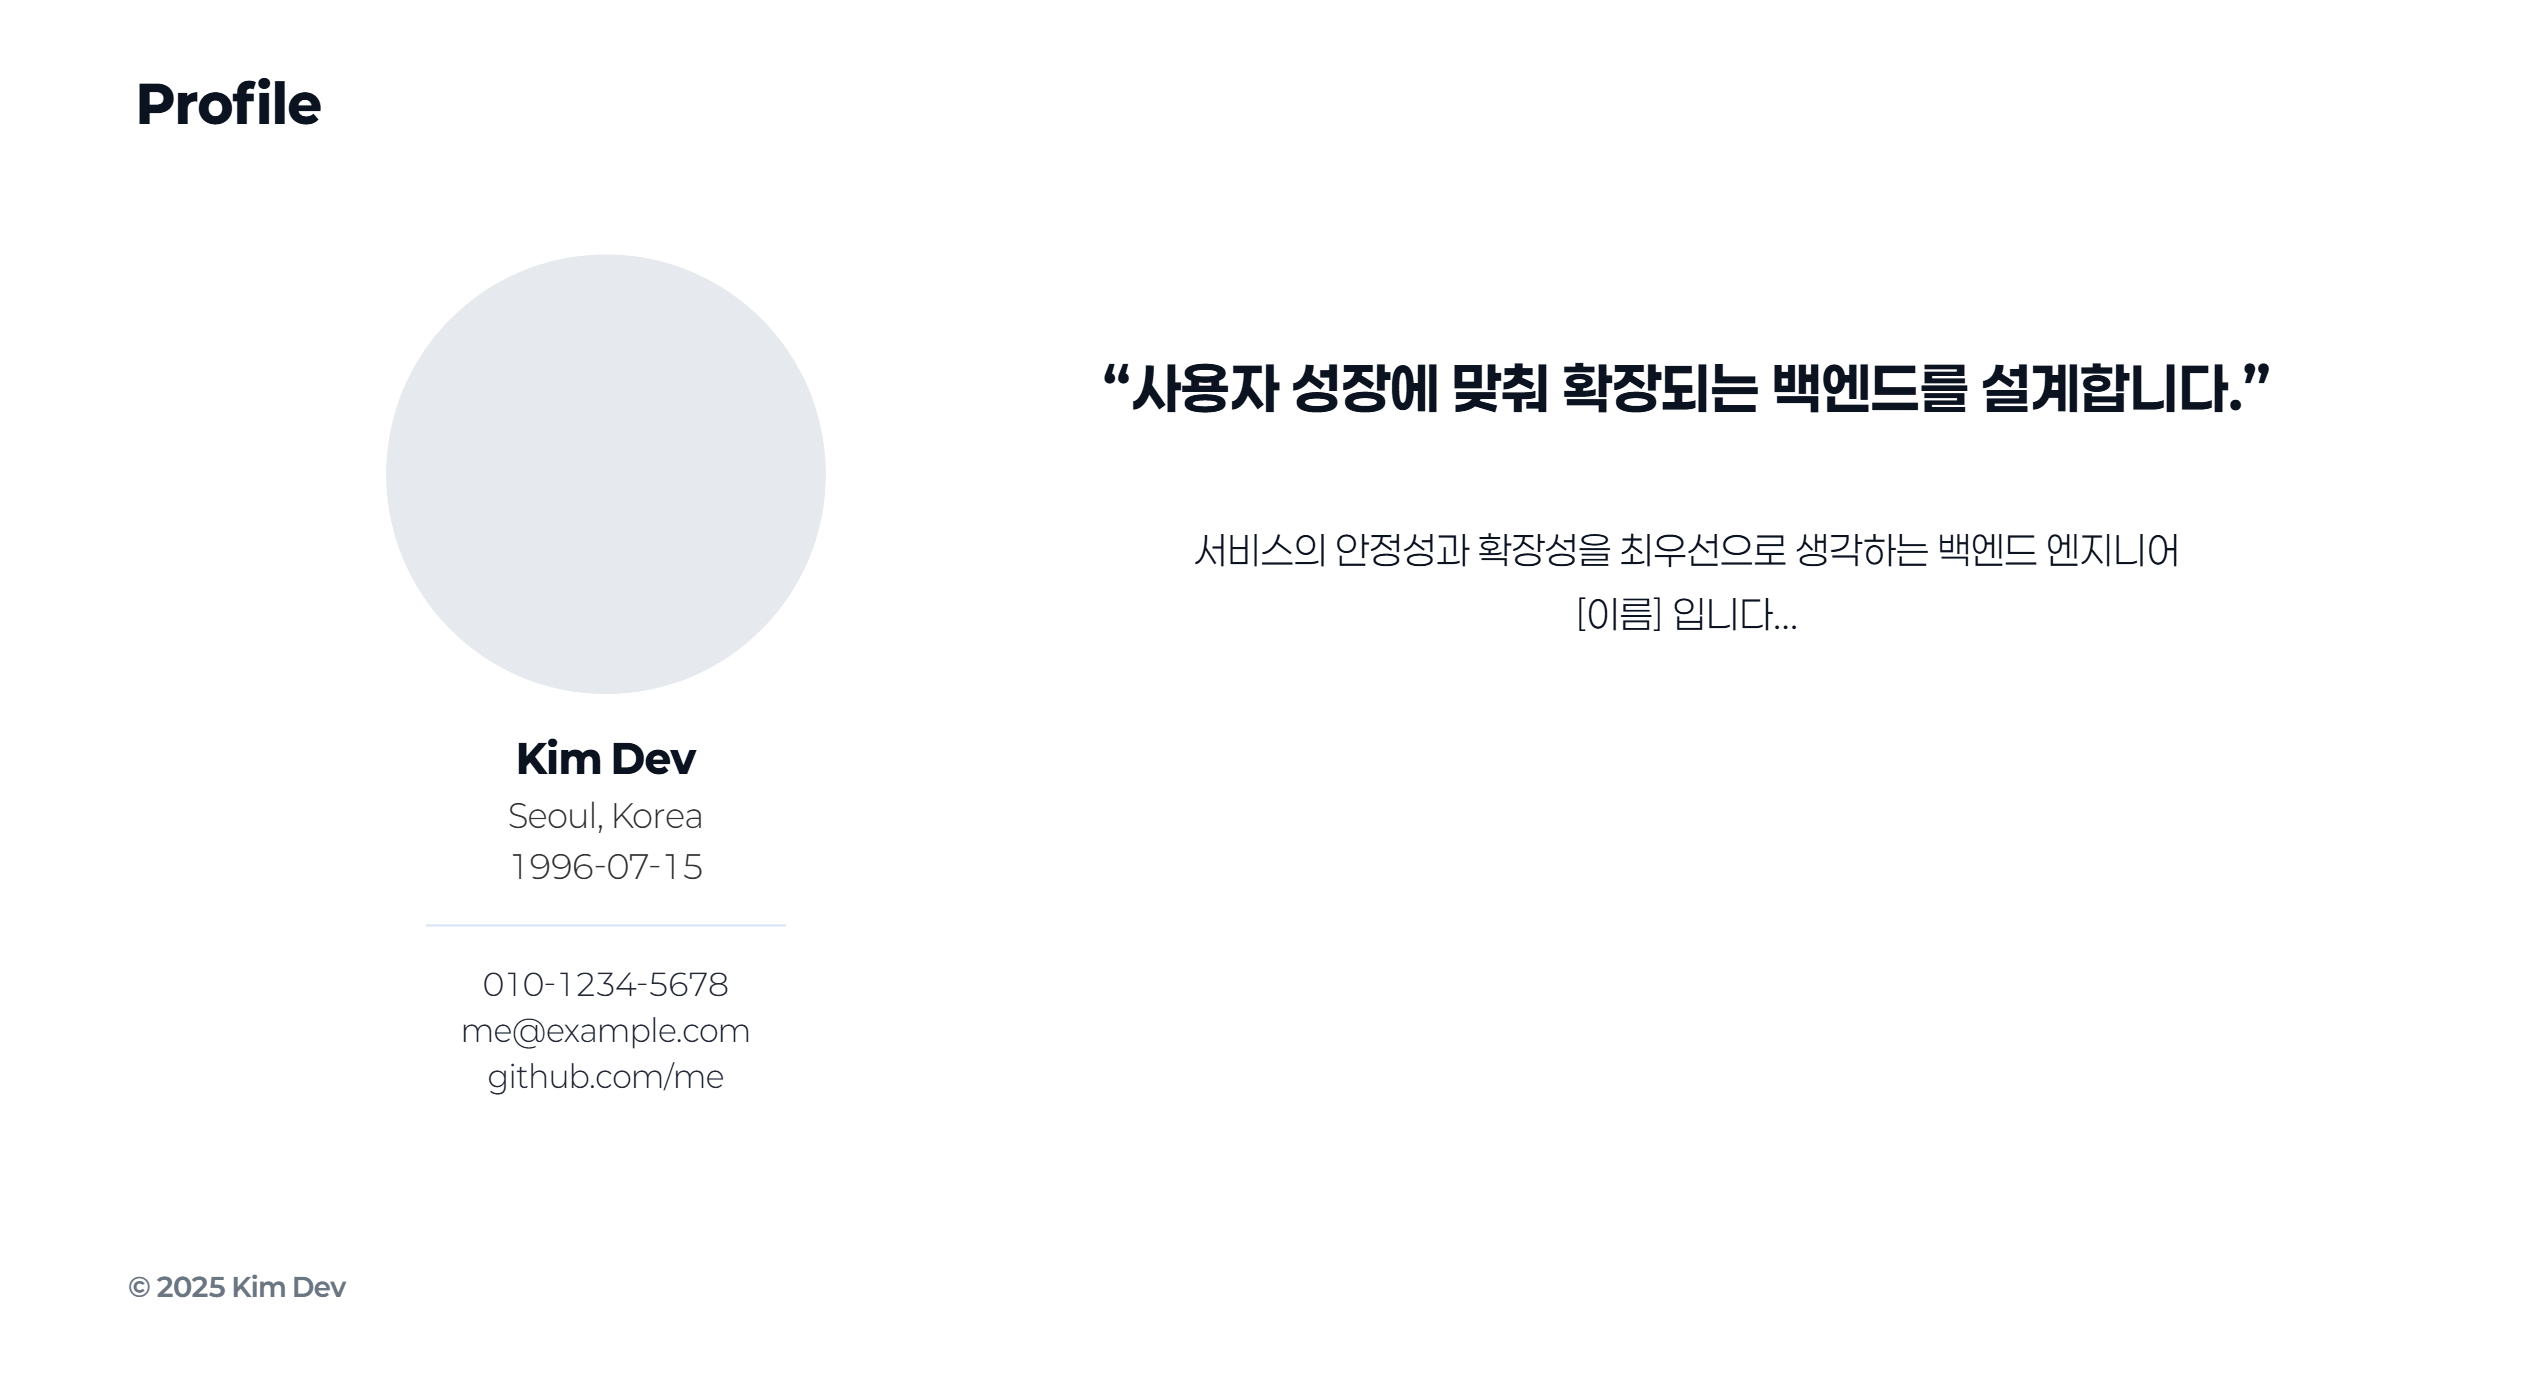 Profile
Kim Dev
Seoul, Korea
1996-07-15
010-1234-5678
me@example.com
github.com/me
“사용자 성장에 맞춰 확장되는 백엔드를 설계합니다.”
서비스의 안정성과 확장성을 최우선으로 생각하는 백엔드 엔지니어
[이름] 입니다...
© 2025 Kim Dev